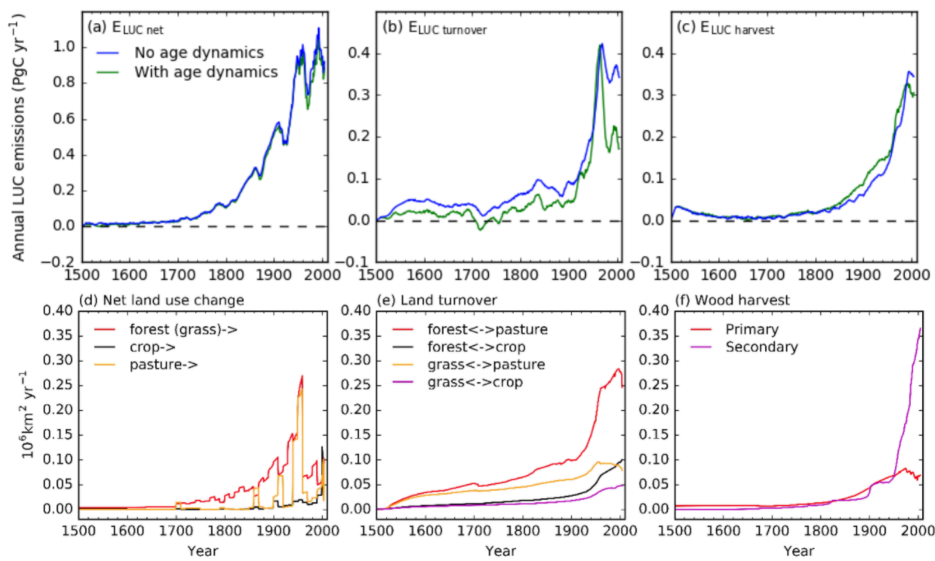 (a) E LUC net
No age dynamics
With age dynamics
Annual LUC emissions (PgC yr⁻¹)
1.0
0.8
0.6
0.4
0.2
0.0
−0.2
1500 1600 1700 1800 1900 2000
(b) E LUC turnover
0.4
0.3
0.2
0.1
0.0
−0.1
1500 1600 1700 1800 1900 2000
(c) E LUC harvest
0.4
0.3
0.2
0.1
0.0
−0.1
1500 1600 1700 1800 1900 2000
(d) Net land use change
forest (grass)->
crop->
pasture->
10⁶km² yr⁻¹
0.40
0.35
0.30
0.25
0.20
0.15
0.10
0.05
0.00
1500 1600 1700 1800 1900 2000
Year
(e) Land turnover
forest<->pasture
forest<->crop
grass<->pasture
grass<->crop
0.40
0.35
0.30
0.25
0.20
0.15
0.10
0.05
0.00
1500 1600 1700 1800 1900 2000
Year
(f) Wood harvest
Primary
Secondary
0.40
0.35
0.30
0.25
0.20
0.15
0.10
0.05
0.00
1500 1600 1700 1800 1900 2000
Year